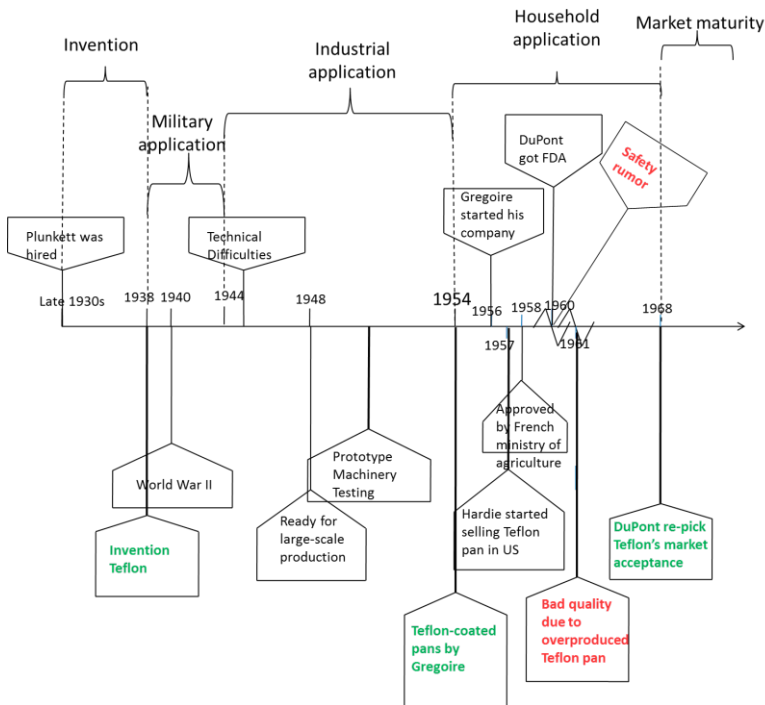 Invention
Military
application
Industrial
application
Household
application
Market maturity
Plunkett was
hired
Technical
Difficulties
Gregoire
started his
company
DuPont
got FDA
Safety
rumor
Late 1930s
1938
1940
1944
1948
1954
1956
1957
1958
1960
1961
1968
World War II
Invention
Teflon
Ready for
large-scale
production
Prototype
Machinery
Testing
Approved
by French
ministry of
agriculture
Hardie started
selling Teflon
pan in US
Teflon-coated
pans by
Gregoire
Bad quality
due to
overproduced
Teflon pan
DuPont re-pick
Teflon's market
acceptance